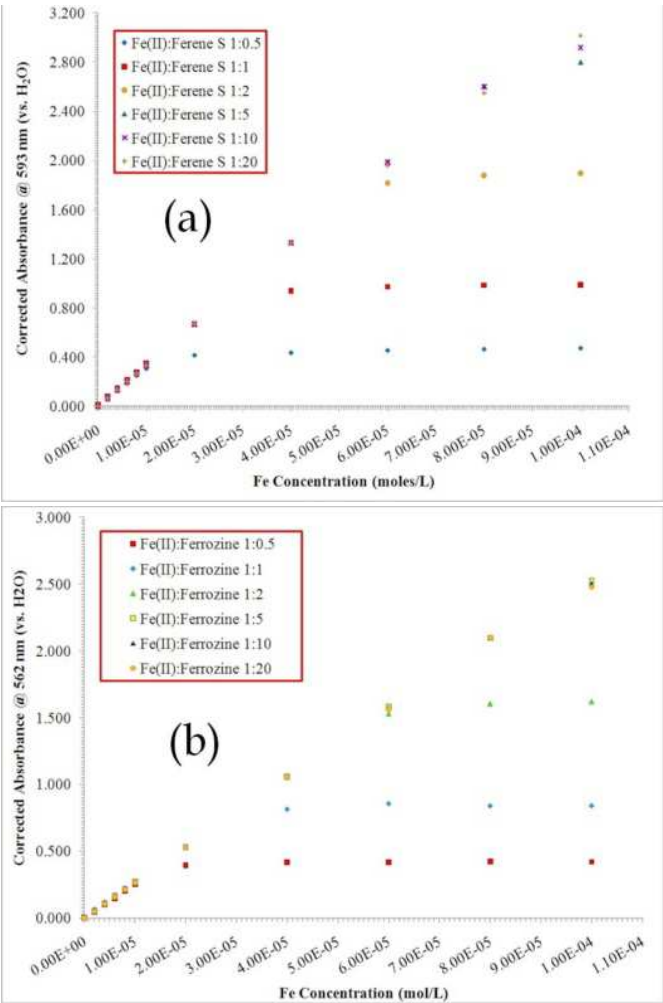 3.200
2.800
2.400
2.000
1.600
1.200
0.800
0.400
0.000
Corrected Absorbance @ 593 nm (vs. H₂O)
Fe(II):Ferene S 1:0.5
Fe(II):Ferene S 1:1
Fe(II):Ferene S 1:2
Fe(II):Ferene S 1:5
Fe(II):Ferene S 1:10
Fe(II):Ferene S 1:20
(a)
0.00E+00
1.00E-05
2.00E-05
3.00E-05
4.00E-05
5.00E-05
6.00E-05
7.00E-05
8.00E-05
9.00E-05
1.00E-04
1.10E-04
Fe Concentration (moles/L)
3.000
2.500
2.000
1.500
1.000
0.500
0.000
Corrected Absorbance @ 562 nm (vs. H2O)
Fe(II):Ferrozine 1:0.5
Fe(II):Ferrozine 1:1
Fe(II):Ferrozine 1:2
Fe(II):Ferrozine 1:5
Fe(II):Ferrozine 1:10
Fe(II):Ferrozine 1:20
(b)
0.00E+00
1.00E-05
2.00E-05
3.00E-05
4.00E-05
5.00E-05
6.00E-05
7.00E-05
8.00E-05
9.00E-05
1.00E-04
1.10E-04
Fe Concentration (mol/L)